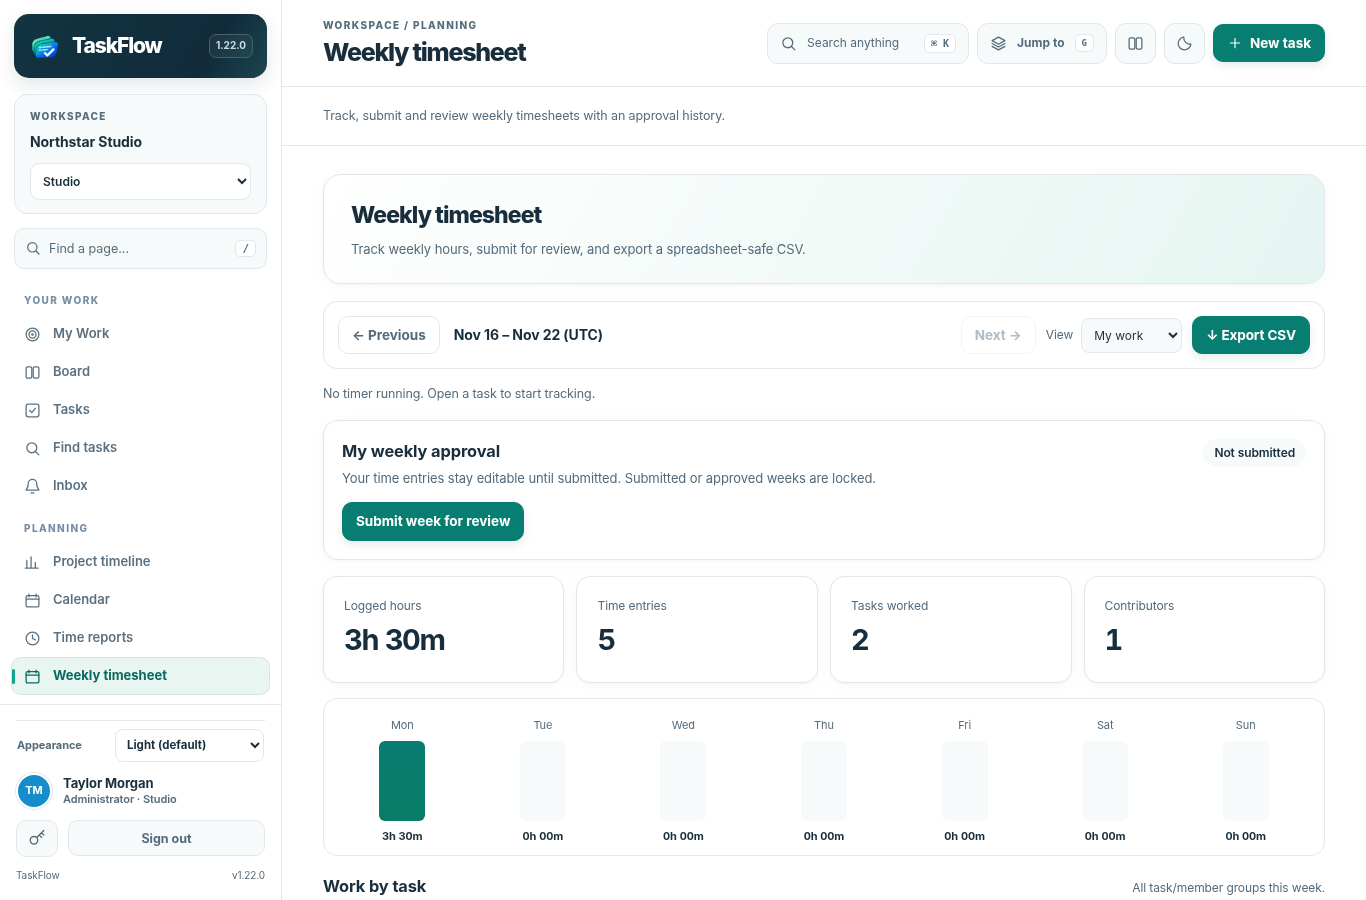 TaskFlow
1.22.0
WORKSPACE
Northstar Studio
Studio
Find a page...
/
YOUR WORK
My Work
Board
Tasks
Find tasks
Inbox
PLANNING
Project timeline
Calendar
Time reports
Weekly timesheet
Appearance
Light (default)
TM
Taylor Morgan
Administrator · Studio
Sign out
TaskFlow
v1.22.0
WORKSPACE / PLANNING
Weekly timesheet
Search anything
⌘ K
Jump to
G
+ New task
Track, submit and review weekly timesheets with an approval history.
Weekly timesheet
Track weekly hours, submit for review, and export a spreadsheet-safe CSV.
← Previous
Nov 16 – Nov 22 (UTC)
Next →
View
My work
↓ Export CSV
No timer running. Open a task to start tracking.
My weekly approval
Not submitted
Your time entries stay editable until submitted. Submitted or approved weeks are locked.
Submit week for review
Logged hours
3h 30m
Time entries
5
Tasks worked
2
Contributors
1
Mon
Tue
Wed
Thu
Fri
Sat
Sun
3h 30m
0h 00m
0h 00m
0h 00m
0h 00m
0h 00m
0h 00m
Work by task
All task/member groups this week.